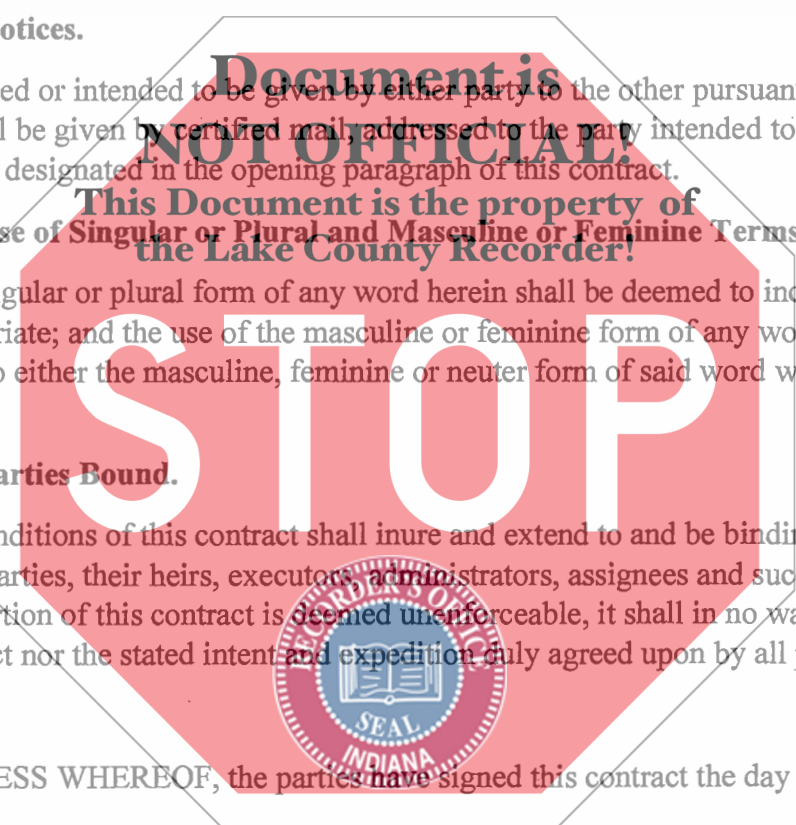 otices.
Document is
ed or intended to be given by either party to the other pursuan
NOT OFFICIAL!
l be given by certified mail, addressed to the party intended to
designated in the opening paragraph of this contract.
This Document is the property of
se of Singular or Plural and Masculine or Feminine Terms
the Lake County Recorder!
gular or plural form of any word herein shall be deemed to inc
riate; and the use of the masculine or feminine form of any wo
o either the masculine, feminine or neuter form of said word w
STOP
arties Bound.
nditions of this contract shall inure and extend to and be bindin
arties, their heirs, executors, administrators, assignees and suc
rtion of this contract is deemed unenforceable, it shall in no wa
ct nor the stated intent and expedition duly agreed upon by all
RECORDER'S OFFICE
SEAL
INDIANA
ESS WHEREOF, the parties have signed this contract the day